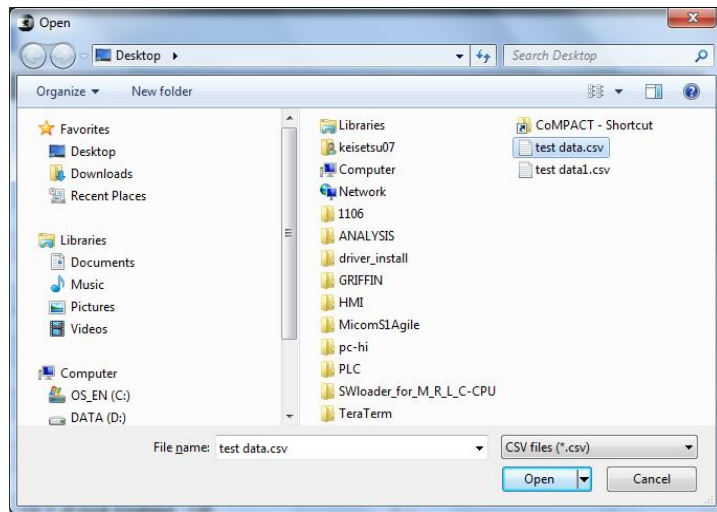 Open
Desktop
Search Desktop
Organize
New folder
Favorites
Desktop
Downloads
Recent Places
Libraries
Documents
Music
Pictures
Videos
Computer
OS_EN (C:)
DATA (D:)
Libraries
keisetsu07
Computer
Network
1106
ANALYSIS
driver_install
GRIFFIN
HMI
MicomS1Agile
pc-hi
PLC
SWloader_for_M_R_L_C-CPU
TeraTerm
CoMPACT - Shortcut
test data.csv
test data1.csv
File name: test data.csv
CSV files (*.csv)
Open
Cancel